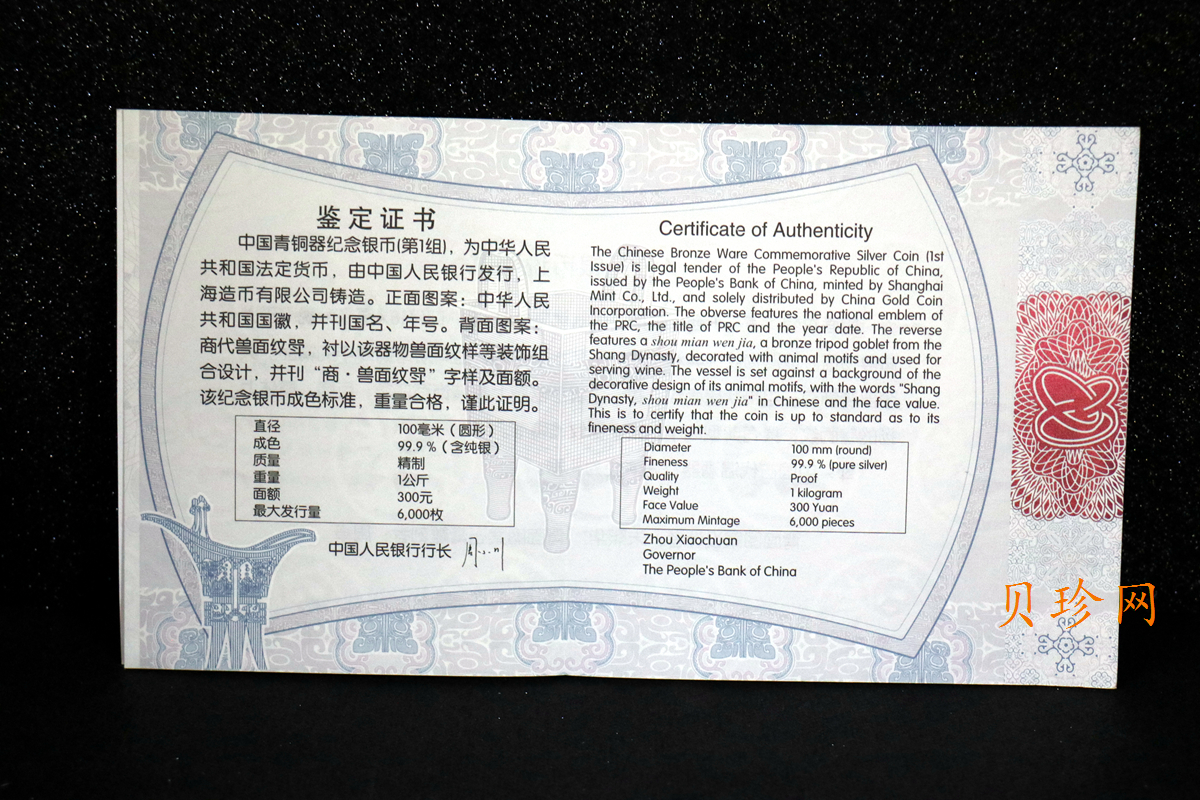 鉴定证书
中国青铜器纪念银币(第1组)，为中华人民
共和国法定货币，由中国人民银行发行，上
海造币有限公司铸造。正面图案：中华人民
共和国国徽，并刊国名、年号。背面图案：
商代兽面纹斝，衬以该器物兽面纹样等装饰组
合设计，并刊“商·兽面纹斝”字样及面额。
该纪念银币成色标准，重量合格，谨此证明。
直径 100毫米（圆形）
成色 99.9 %（含纯银）
质量 精制
重量 1公斤
面额 300元
最大发行量 6,000枚
中国人民银行行长
Certificate of Authenticity
The Chinese Bronze Ware Commemorative Silver Coin (1st
Issue) is legal tender of the People's Republic of China,
issued by the People's Bank of China, minted by Shanghai
Mint Co., Ltd., and solely distributed by China Gold Coin
Incorporation. The obverse features the national emblem of
the PRC, the title of PRC and the year date. The reverse
features a shou mian wen jia, a bronze tripod goblet from the
Shang Dynasty, decorated with animal motifs and used for
serving wine. The vessel is set against a background of the
decorative design of its animal motifs, with the words "Shang
Dynasty, shou mian wen jia" in Chinese and the face value.
This is to certify that the coin is up to standard as to its
fineness and weight.
Diameter 100 mm (round)
Fineness 99.9 % (pure silver)
Quality Proof
Weight 1 kilogram
Face Value 300 Yuan
Maximum Mintage 6,000 pieces
Zhou Xiaochuan
Governor
The People's Bank of China
贝珍网